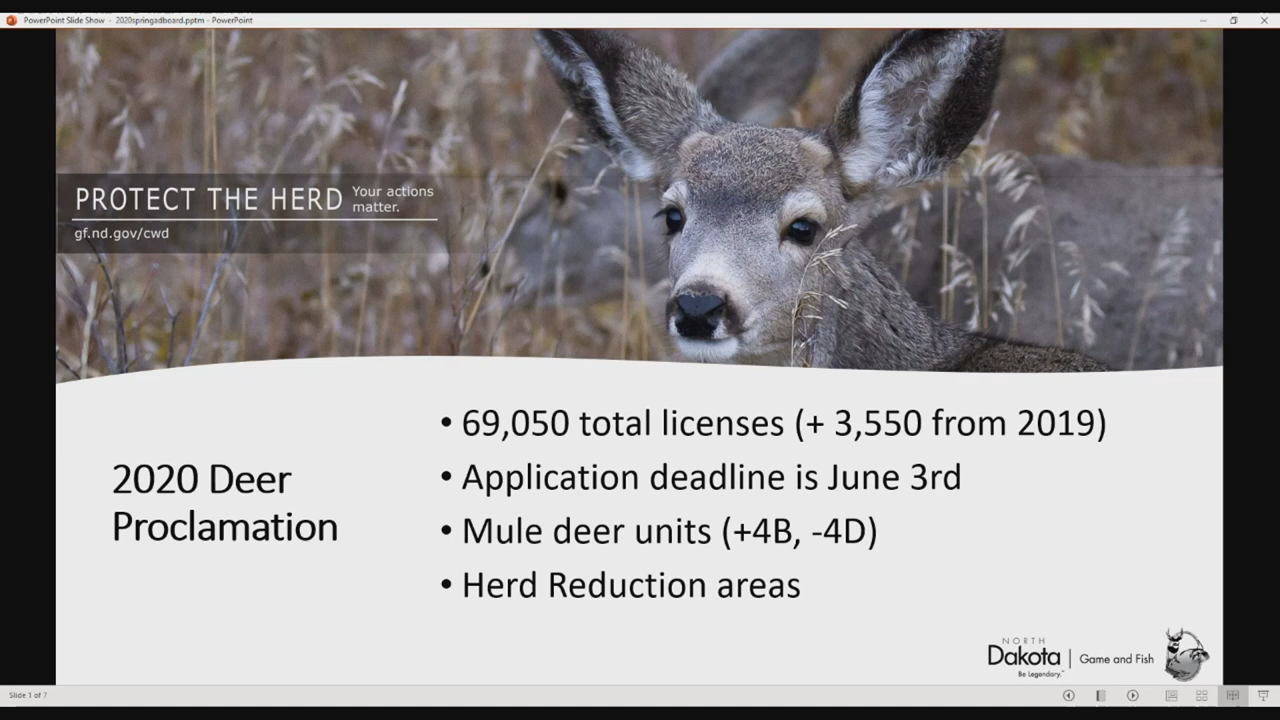 PowerPoint Slide Show - 2020springadboard.pptm - PowerPoint
PROTECT THE HERD Your actions matter.
gf.nd.gov/cwd
2020 Deer
Proclamation
• 69,050 total licenses (+ 3,550 from 2019)
• Application deadline is June 3rd
• Mule deer units (+4B, -4D)
• Herd Reduction areas
NORTH
Dakota | Game and Fish
Be Legendary.™
Slide 1 of 7